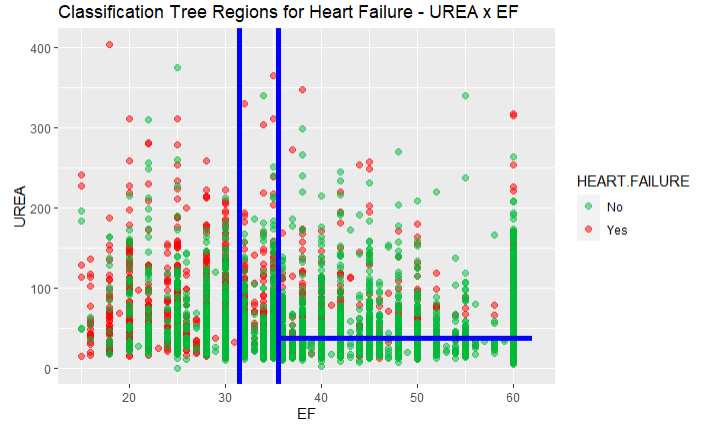 Classification Tree Regions for Heart Failure - UREA x EF
400
300
200
100
0
UREA
20
30
40
50
60
EF
HEART.FAILURE
No
Yes